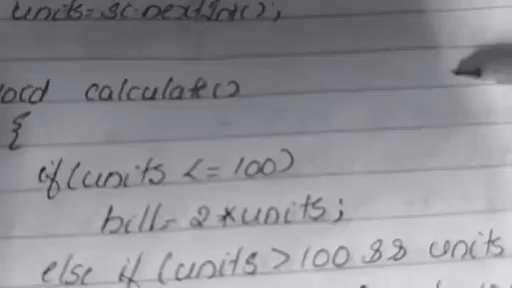 units=sc.nextInt();
void calculate()
{
if(units <= 100)
bill= 2*units;
else if (units > 100 && units